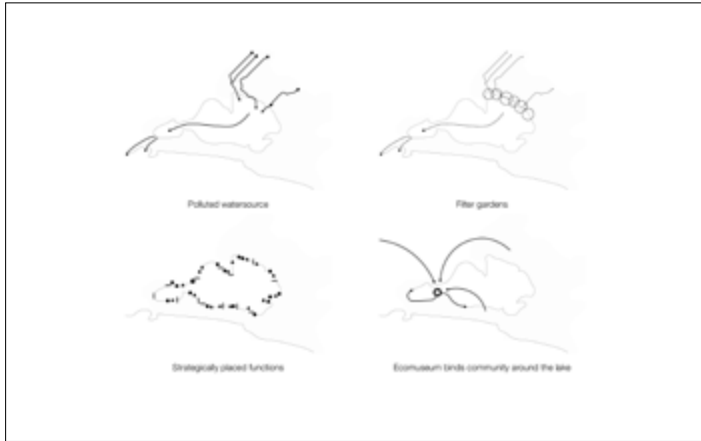 Polluted watersource
Filter gardens
Strategically placed functions
Ecomuseum binds community around the lake